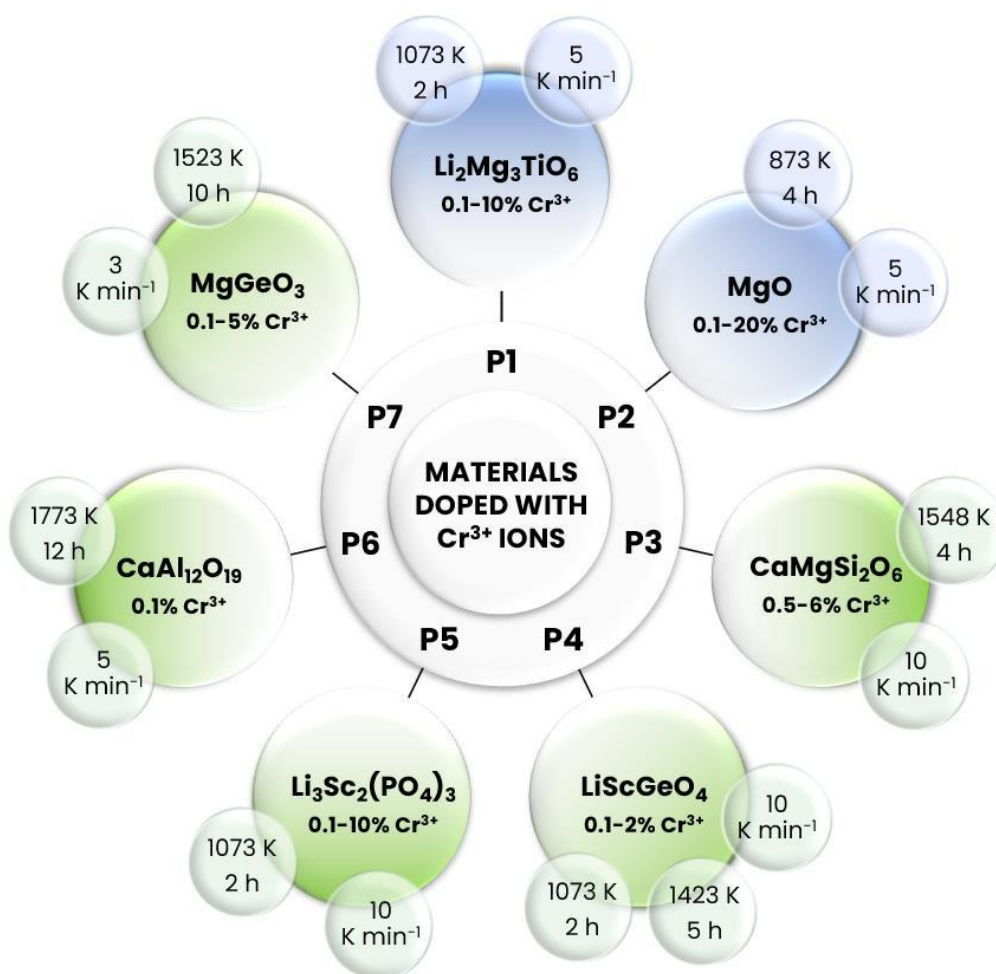 1073 K
2 h
5
K min⁻¹
Li₂Mg₃TiO₆
0.1-10% Cr³⁺
1523 K
10 h
3
K min⁻¹
MgGeO₃
0.1-5% Cr³⁺
873 K
4 h
5
K min⁻¹
MgO
0.1-20% Cr³⁺
P1
P2
P3
P4
P5
P6
P7
MATERIALS
DOPED WITH
Cr³⁺ IONS
1773 K
12 h
CaAl₁₂O₁₉
0.1% Cr³⁺
5
K min⁻¹
1548 K
4 h
CaMgSi₂O₆
0.5-6% Cr³⁺
10
K min⁻¹
Li₃Sc₂(PO₄)₃
0.1-10% Cr³⁺
1073 K
2 h
10
K min⁻¹
LiScGeO₄
0.1-2% Cr³⁺
10
K min⁻¹
1073 K
2 h
1423 K
5 h